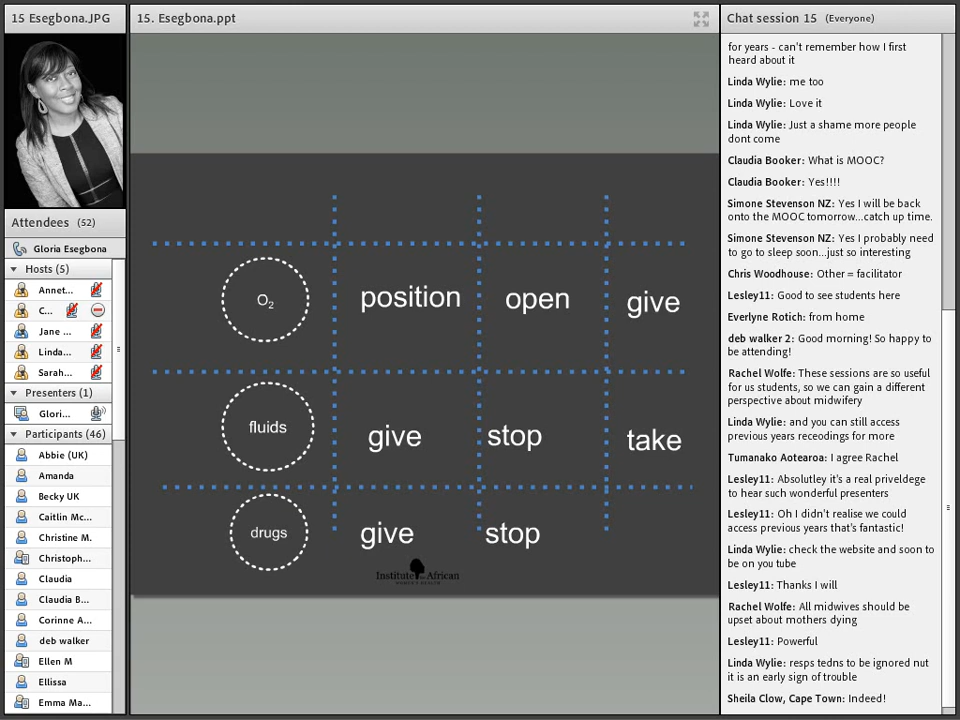 15 Esegbona.JPG
Attendees (52)
Gloria Esegbona
Hosts (5)
Annet...
C...
Jane ...
Linda...
Sarah...
Presenters (1)
Glori...
Participants (46)
Abbie (UK)
Amanda
Becky UK
Caitlin Mc...
Christine M.
Christoph...
Claudia
Claudia B...
Corinne A...
deb walker
Ellen M
Ellissa
Emma Ma...
15. Esegbona.ppt
O₂ position open give
fluids give stop take
drugs give stop
Institute for African
WOMEN'S HEALTH
Chat session 15 (Everyone)
for years - can't remember how I first
heard about it
Linda Wylie: me too
Linda Wylie: Love it
Linda Wylie: Just a shame more people
dont come
Claudia Booker: What is MOOC?
Claudia Booker: Yes!!!!
Simone Stevenson NZ: Yes I will be back
onto the MOOC tomorrow...catch up time.
Simone Stevenson NZ: Yes I probably need
to go to sleep soon...just so interesting
Chris Woodhouse: Other = facilitator
Lesley11: Good to see students here
Everlyne Rotich: from home
deb walker 2: Good morning! So happy to
be attending!
Rachel Wolfe: These sessions are so useful
for us students, so we can gain a different
perspective about midwifery
Linda Wylie: and you can still access
previous years receodings for more
Tumanako Aotearoa: I agree Rachel
Lesley11: Absolutley it's a real priveldege
to hear such wonderful presenters
Lesley11: Oh I didn't realise we could
access previous years that's fantastic!
Linda Wylie: check the website and soon to
be on you tube
Lesley11: Thanks I will
Rachel Wolfe: All midwives should be
upset about mothers dying
Lesley11: Powerful
Linda Wylie: resps tedns to be ignored nut
it is an early sign of trouble
Sheila Clow, Cape Town: Indeed!